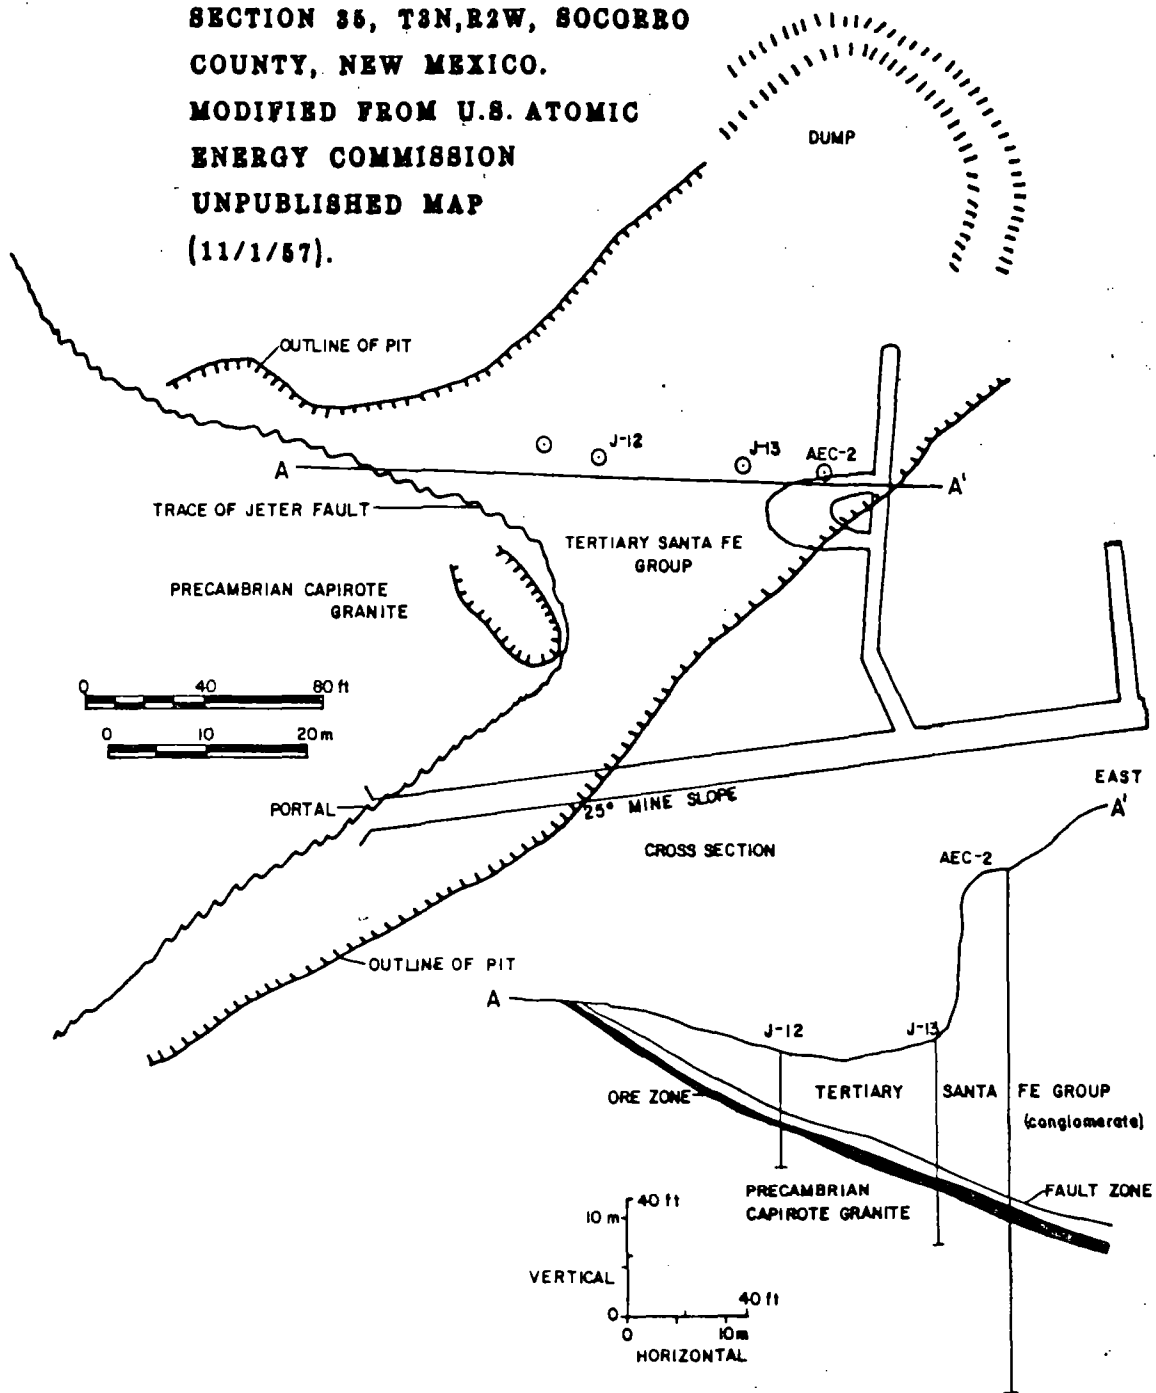 SECTION 35, T3N,R2W, SOCORRO
COUNTY, NEW MEXICO.
MODIFIED FROM U.S. ATOMIC
ENERGY COMMISSION
UNPUBLISHED MAP
(11/1/57).
DUMP
OUTLINE OF PIT
J-12
J-13
AEC-2
A
A'
TRACE OF JETER FAULT
TERTIARY SANTA FE
GROUP
PRECAMBRIAN CAPIROTE
GRANITE
0 40 80 ft
0 10 20 m
PORTAL
25° MINE SLOPE
EAST
A'
CROSS SECTION
AEC-2
OUTLINE OF PIT
A
J-12
J-13
ORE ZONE
TERTIARY SANTA FE GROUP
(conglomerate)
PRECAMBRIAN
CAPIROTE GRANITE
FAULT ZONE
40 ft
10 m
VERTICAL
0
40 ft
0 10m
HORIZONTAL